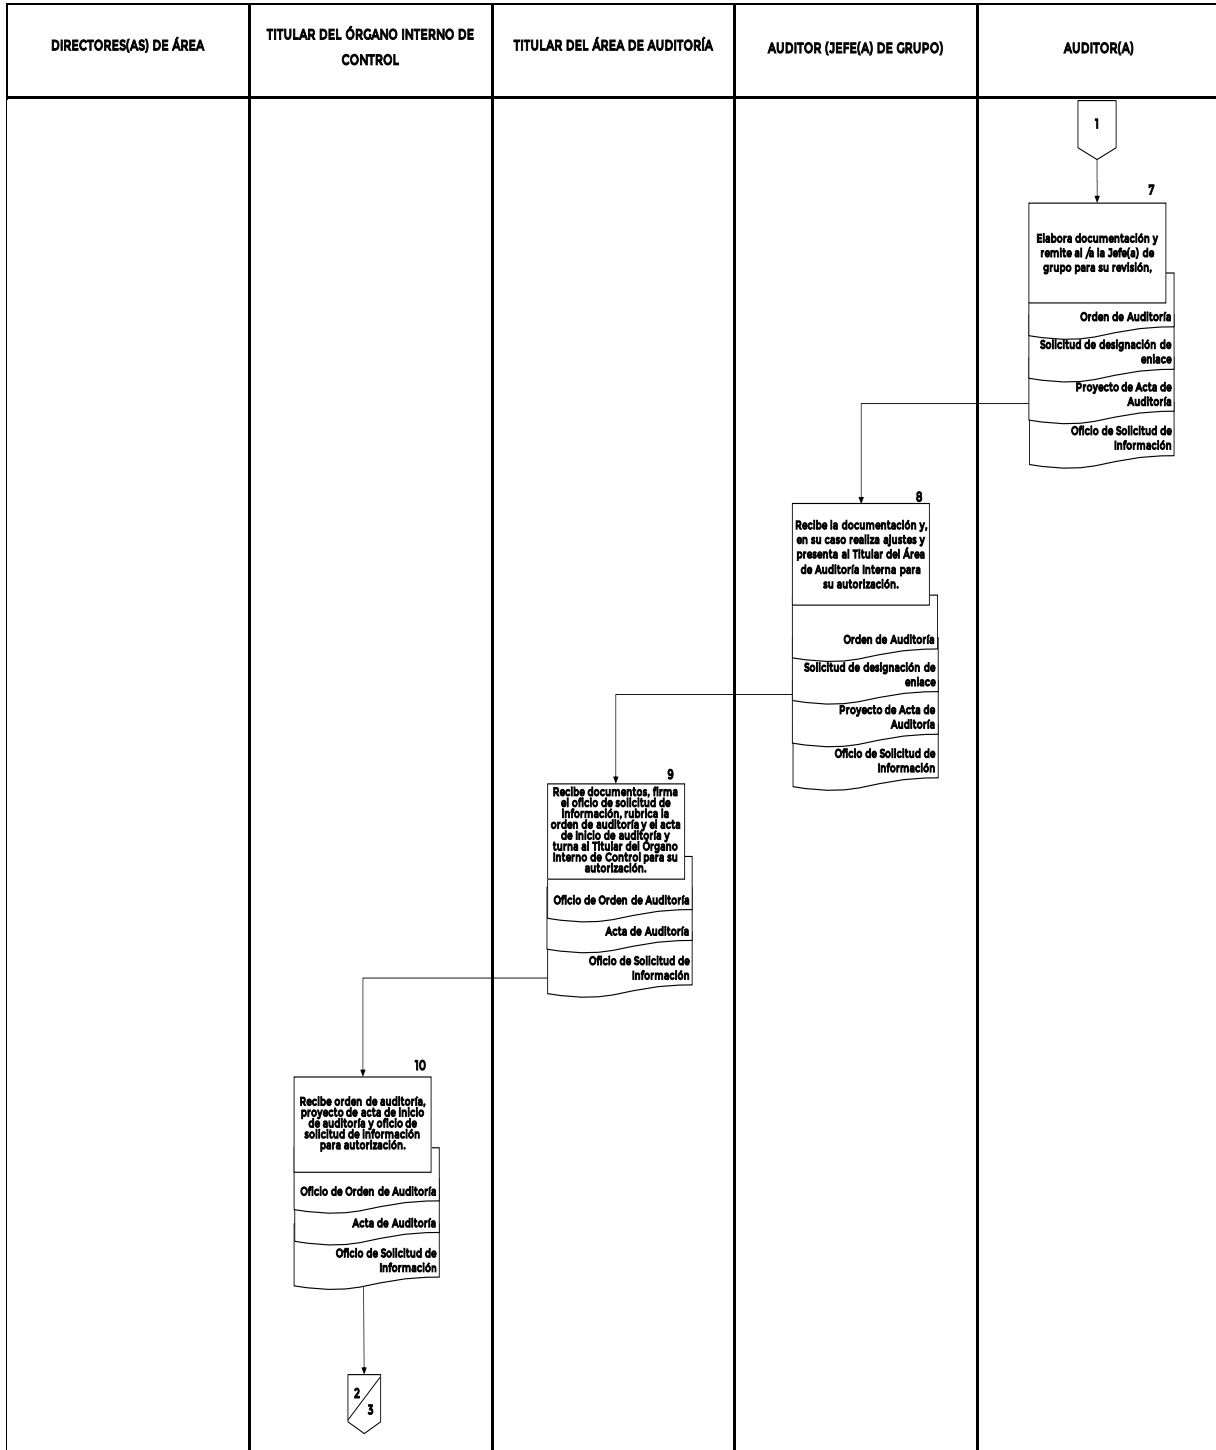 DIRECTORES(AS) DE ÁREA
TITULAR DEL ÓRGANO INTERNO DE
CONTROL
TITULAR DEL ÁREA DE AUDITORÍA
AUDITOR (JEFE(A) DE GRUPO)
AUDITOR(A)
1
7
Elabora documentación y
remite al /a la Jefe(a) de
grupo para su revisión,
Orden de Auditoría
Solicitud de designación de
enlace
Proyecto de Acta de
Auditoría
Oficio de Solicitud de
Información
8
Recibe la documentación y,
en su caso realiza ajustes y
presenta al Titular del Área
de Auditoría Interna para
su autorización.
Orden de Auditoría
Solicitud de designación de
enlace
Proyecto de Acta de
Auditoría
Oficio de Solicitud de
Información
9
Recibe documentos, firma
el oficio de solicitud de
información, rubrica la
orden de auditoría y el acta
de inicio de auditoría y
turna al Titular del Órgano
Interno de Control para su
autorización.
Oficio de Orden de Auditoría
Acta de Auditoría
Oficio de Solicitud de
Información
10
Recibe orden de auditoría,
proyecto de acta de inicio
de auditoría y oficio de
solicitud de información
para autorización.
Oficio de Orden de Auditoría
Acta de Auditoría
Oficio de Solicitud de
Información
2
3